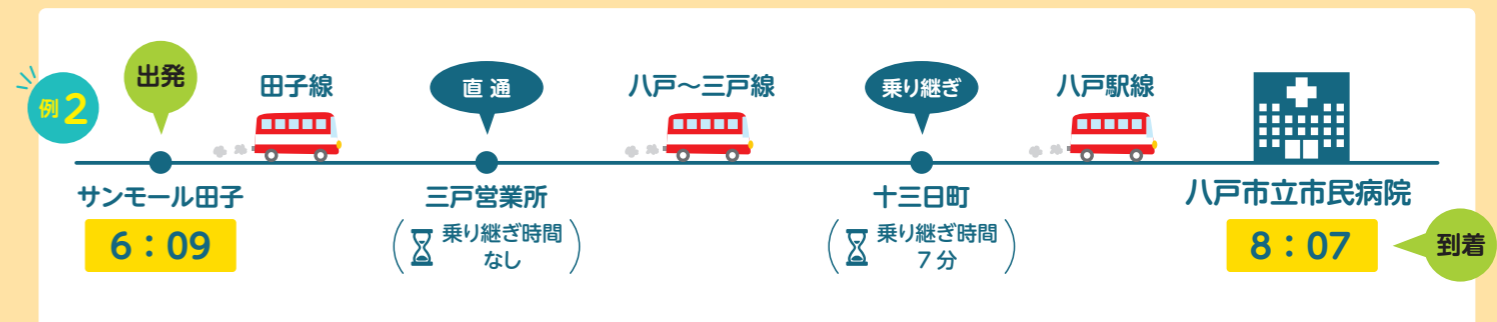 例2
出発
田子線
直通
八戸～三戸線
乗り継ぎ
八戸駅線
サンモール田子
6：09
三戸営業所
乗り継ぎ時間
なし
十三日町
乗り継ぎ時間
7分
八戸市立市民病院
8：07
到着